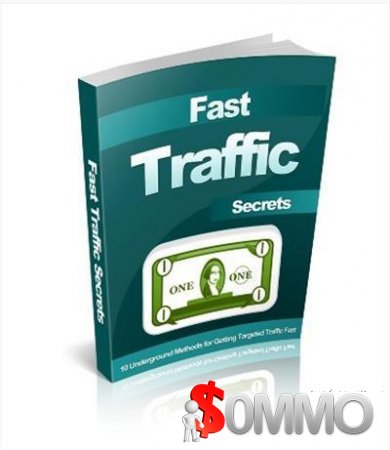 Fast
Traffic
Secrets
ONE
ONE
10 Underground Methods for Getting Targeted Traffic Fast
Fast Traffic Secrets
$OMMO